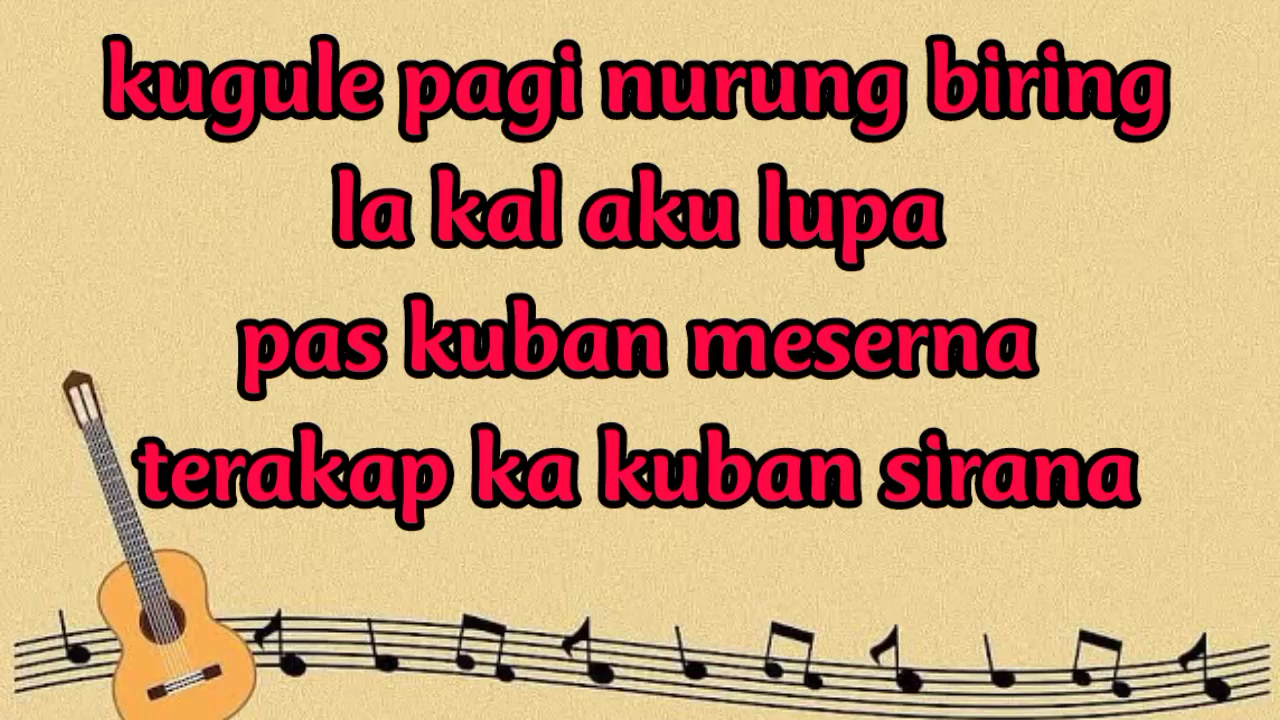 kugule pagi nurung biring
la kal aku lupa
pas kuban meserna
terakap ka kuban sirana